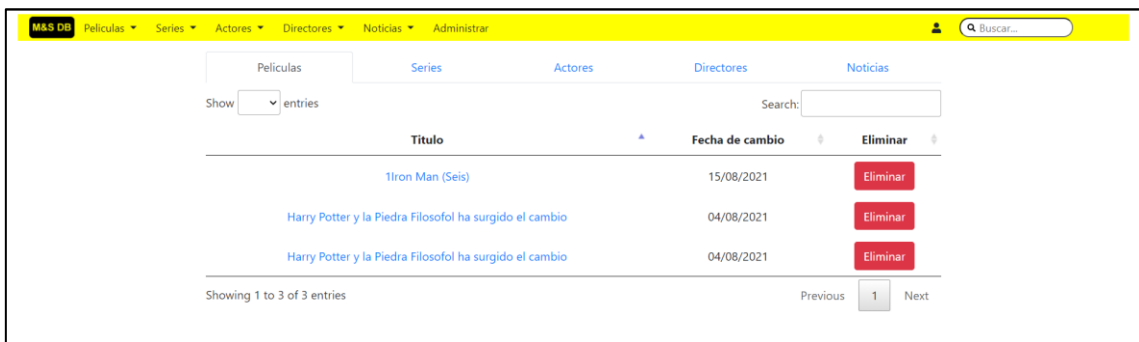 M&S DB Peliculas Series Actores Directores Noticias Administrar Buscar...
Peliculas Series Actores Directores Noticias
Show entries Search:
Titulo Fecha de cambio Eliminar
1Iron Man (Seis) 15/08/2021 Eliminar
Harry Potter y la Piedra Filosofol ha surgido el cambio 04/08/2021 Eliminar
Harry Potter y la Piedra Filosofol ha surgido el cambio 04/08/2021 Eliminar
Showing 1 to 3 of 3 entries Previous 1 Next